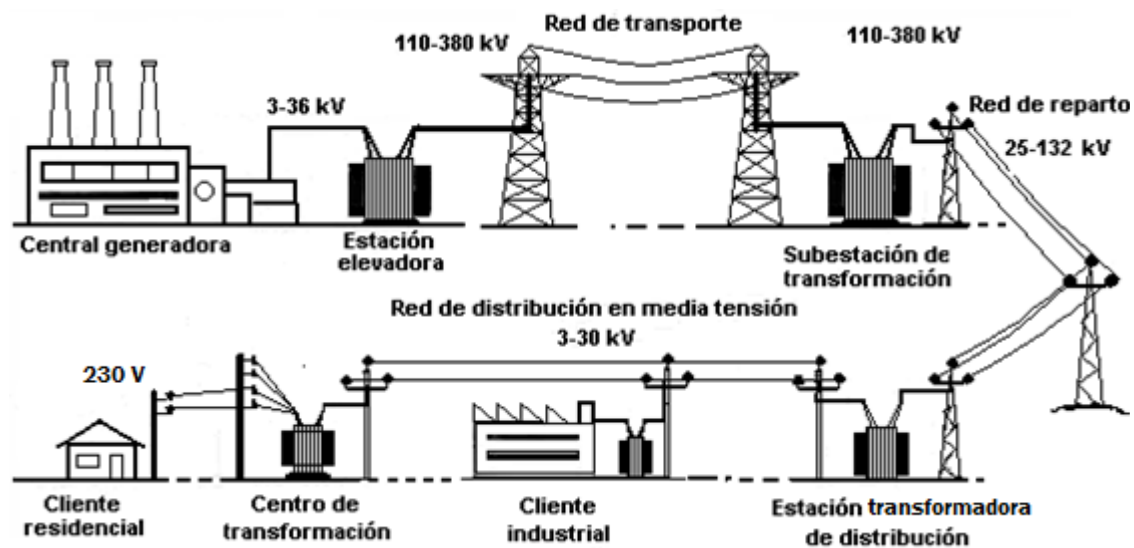 Red de transporte
110-380 kV
110-380 kV
3-36 kV
Red de reparto
25-132 kV
Central generadora
Estación
elevadora
Subestación de
transformación
Red de distribución en media tensión
3-30 kV
230 V
Cliente
residencial
Centro de
transformación
Cliente
industrial
Estación transformadora
de distribución